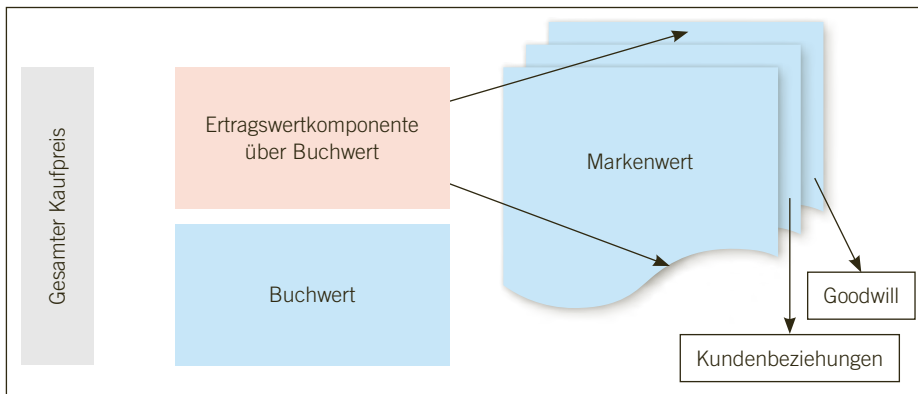 Gesamter Kaufpreis
Ertragswertkomponente
über Buchwert
Buchwert
Markenwert
Goodwill
Kundenbeziehungen